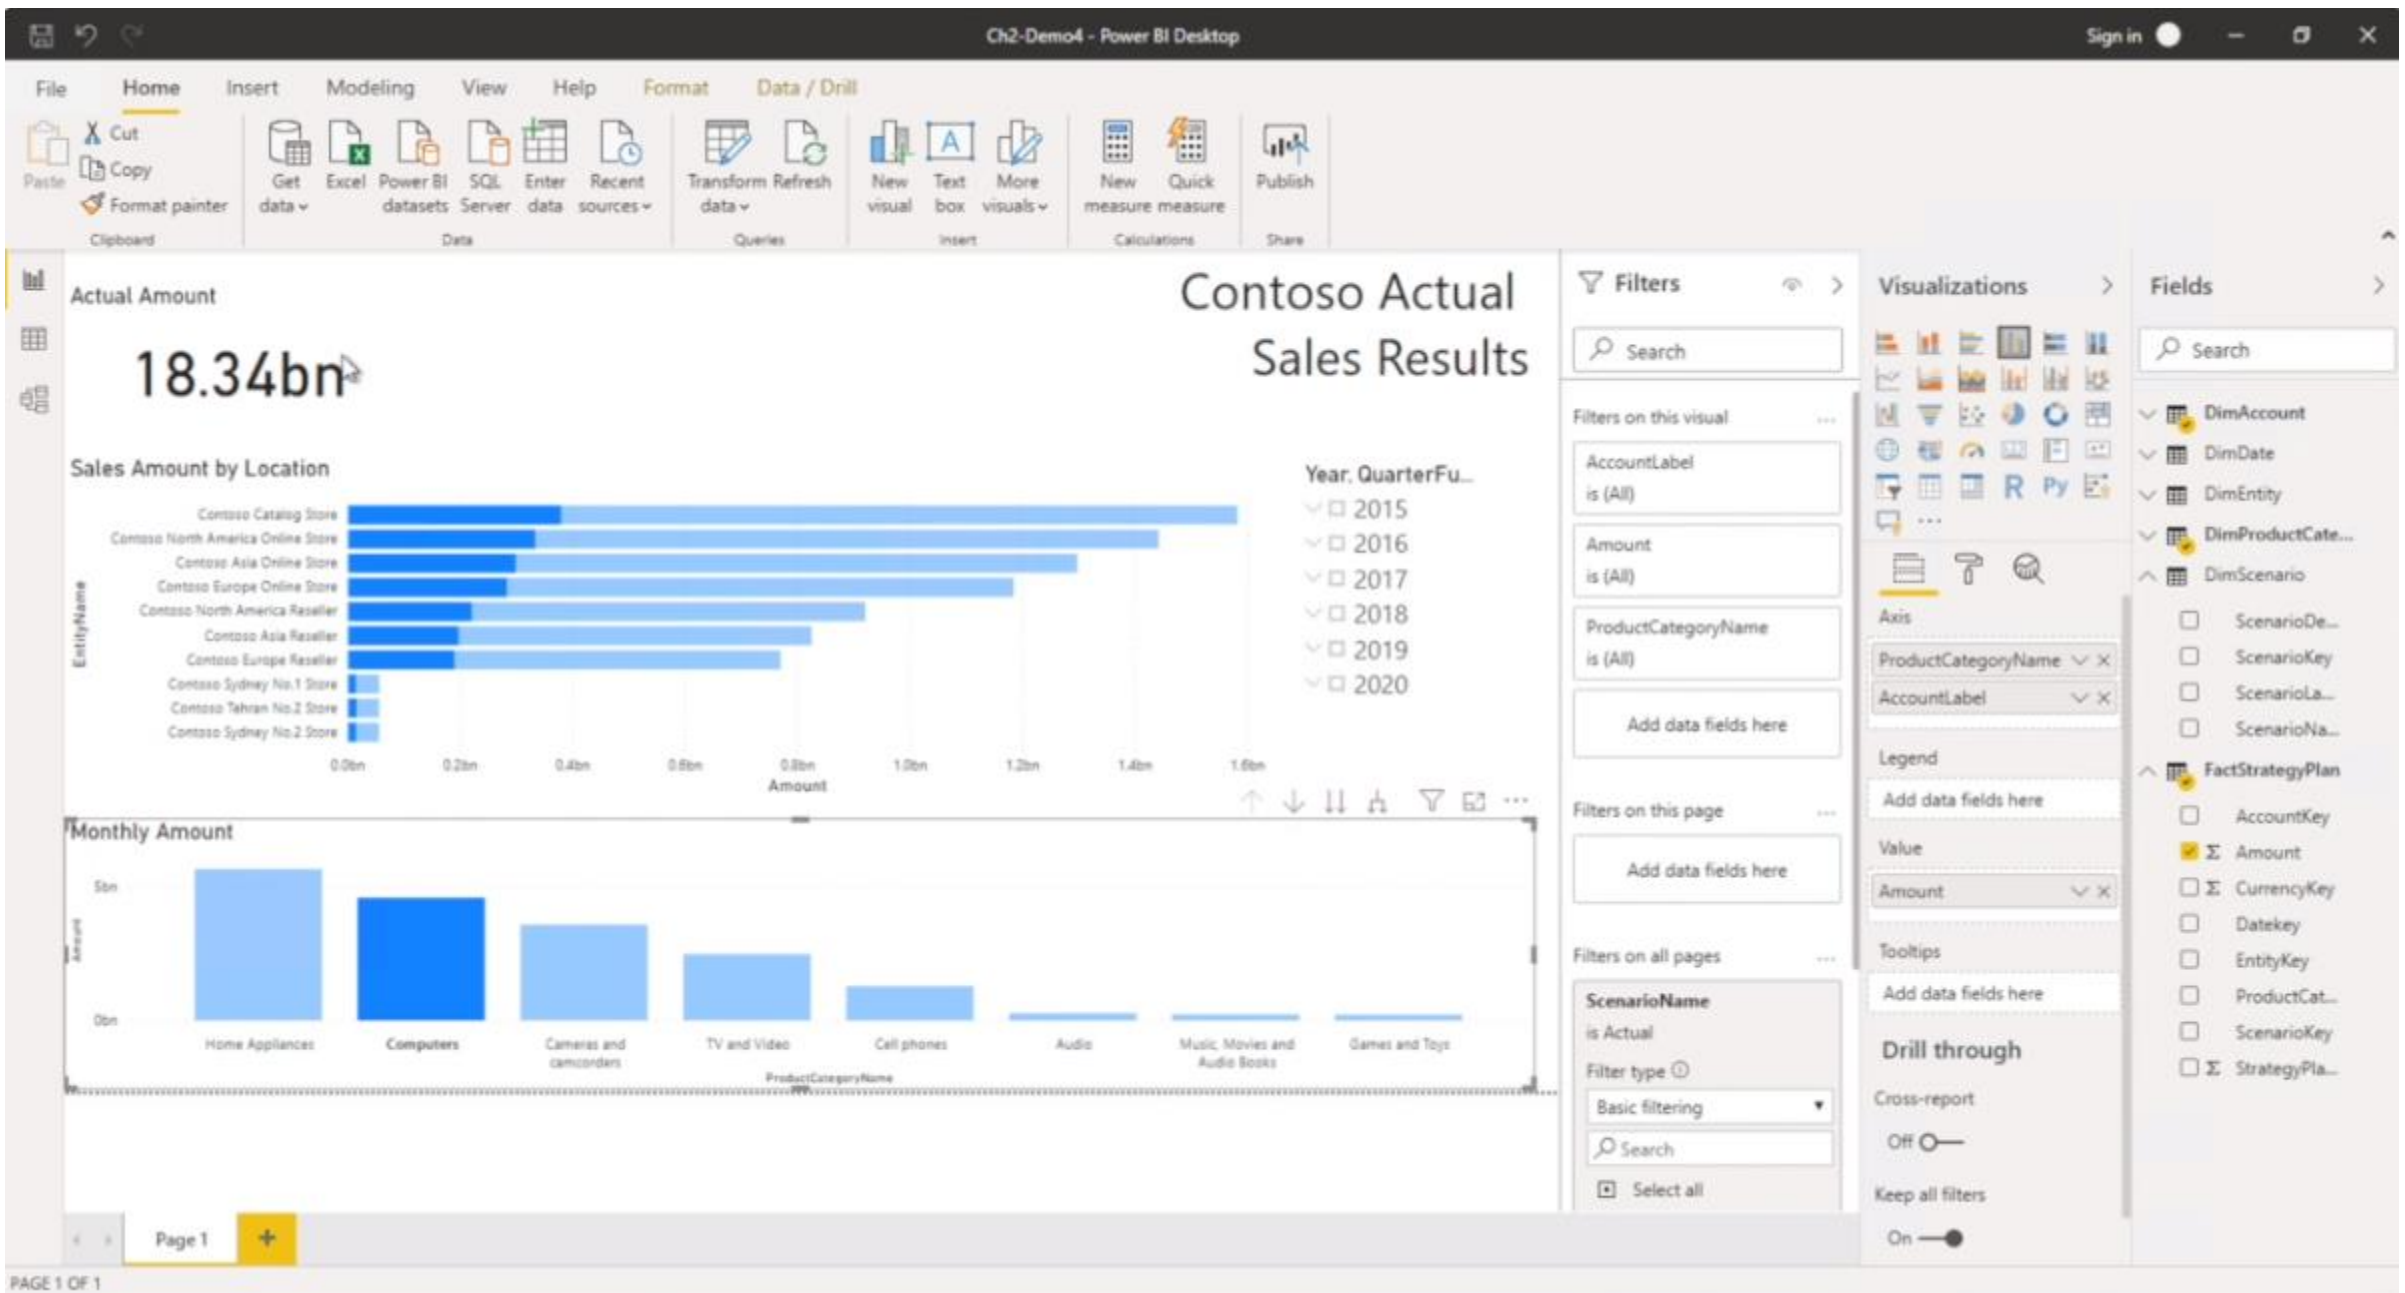 Ch2-Demo4 - Power BI Desktop
Sign in
File Home Insert Modeling View Help Format Data / Drill
Paste
Cut
Copy
Format painter
Clipboard
Get data
Excel
Power BI datasets
SQL Server
Enter data
Recent sources
Data
Transform data
Refresh
Queries
New visual
Text box
More visuals
Insert
New measure
Quick measure
Calculations
Publish
Share
Actual Amount
18.34bn
Contoso Actual
Sales Results
Sales Amount by Location
EntityName
Contoso Catalog Store
Contoso North America Online Store
Contoso Asia Online Store
Contoso Europe Online Store
Contoso North America Reseller
Contoso Asia Reseller
Contoso Europe Reseller
Contoso Sydney No.1 Store
Contoso Tehran No.2 Store
Contoso Sydney No.2 Store
0.0bn 0.2bn 0.4bn 0.6bn 0.8bn 1.0bn 1.2bn 1.4bn 1.6bn
Amount
Year, QuarterFu...
2015
2016
2017
2018
2019
2020
Monthly Amount
Amount
5bn
0bn
Home Appliances
Computers
Cameras and
camcorders
TV and Video
Cell phones
Audio
Music, Movies and
Audio Books
Games and Toys
ProductCategoryName
Page 1
+
PAGE 1 OF 1
Filters
Search
Filters on this visual ...
AccountLabel
is (All)
Amount
is (All)
ProductCategoryName
is (All)
Add data fields here
Filters on this page ...
Add data fields here
Filters on all pages ...
ScenarioName
is Actual
Filter type
Basic filtering
Search
Select all
Visualizations
R Py
...
Axis
ProductCategoryName
AccountLabel
Legend
Add data fields here
Value
Amount
Tooltips
Add data fields here
Drill through
Cross-report
Off
Keep all filters
On
Fields
Search
DimAccount
DimDate
DimEntity
DimProductCate...
DimScenario
ScenarioDe...
ScenarioKey
ScenarioLa...
ScenarioNa...
FactStrategyPlan
AccountKey
Σ Amount
Σ CurrencyKey
Datekey
EntityKey
ProductCat...
ScenarioKey
Σ StrategyPla...